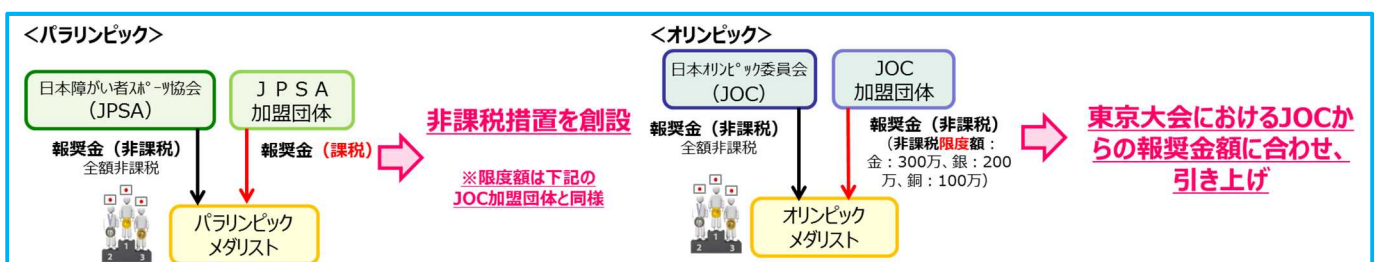 ＜パラリンピック＞
日本障がい者ｽﾎﾟｰﾂ協会
（JPSA）
ＪＰＳＡ
加盟団体
報奨金（非課税）
全額非課税
報奨金（課税）
パラリンピック
メダリスト
非課税措置を創設
※限度額は下記の
JOC加盟団体と同様
＜オリンピック＞
日本ｵﾘﾝﾋﾟｯｸ委員会
（JOC）
JOC
加盟団体
報奨金（非課税）
全額非課税
報奨金（非課税）
（非課税限度額：
金：300万、銀：200
万、銅：100万）
オリンピック
メダリスト
東京大会におけるJOCか
らの報奨金額に合わせ、
引き上げ
2 1 3
2 1 3